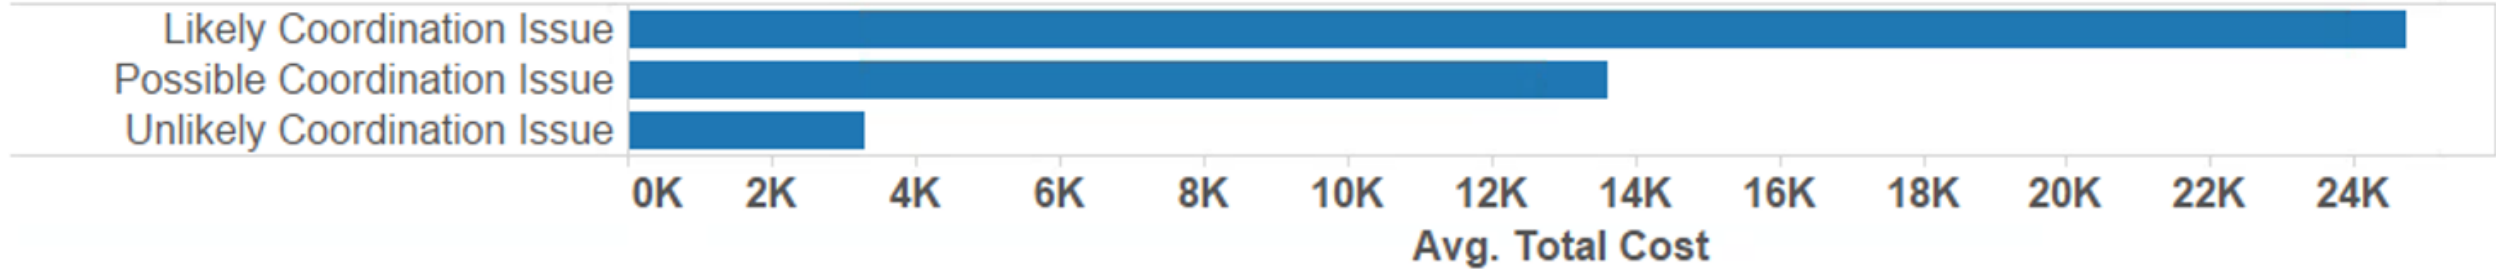 Likely Coordination Issue
Possible Coordination Issue
Unlikely Coordination Issue
0K 2K 4K 6K 8K 10K 12K 14K 16K 18K 20K 22K 24K
Avg. Total Cost